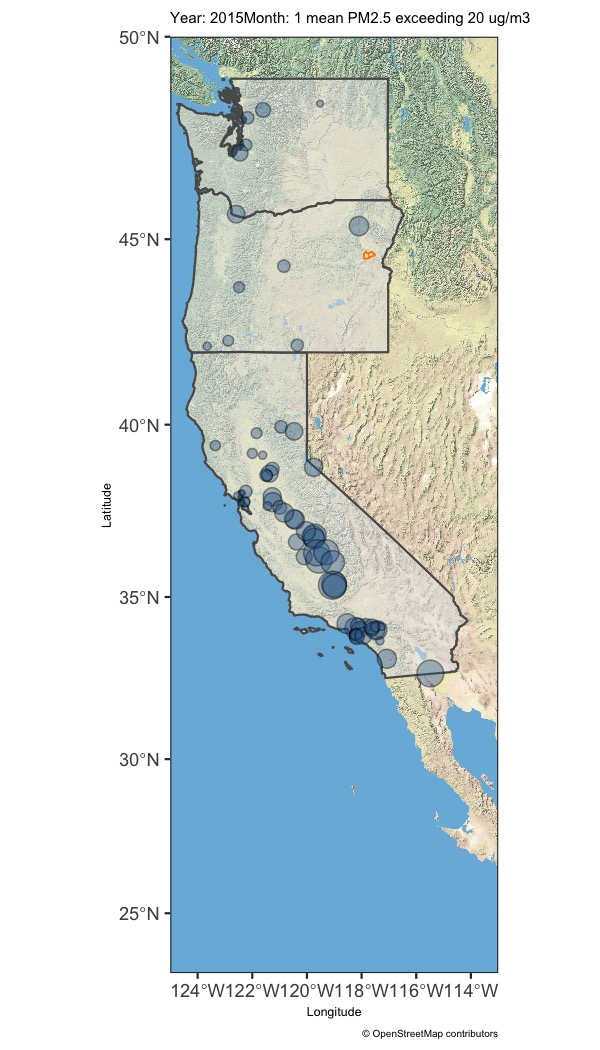 Year: 2015Month: 1 mean PM2.5 exceeding 20 ug/m3
50°N
45°N
40°N
35°N
30°N
25°N
Latitude
124°W122°W120°W118°W116°W114°W
Longitude
© OpenStreetMap contributors